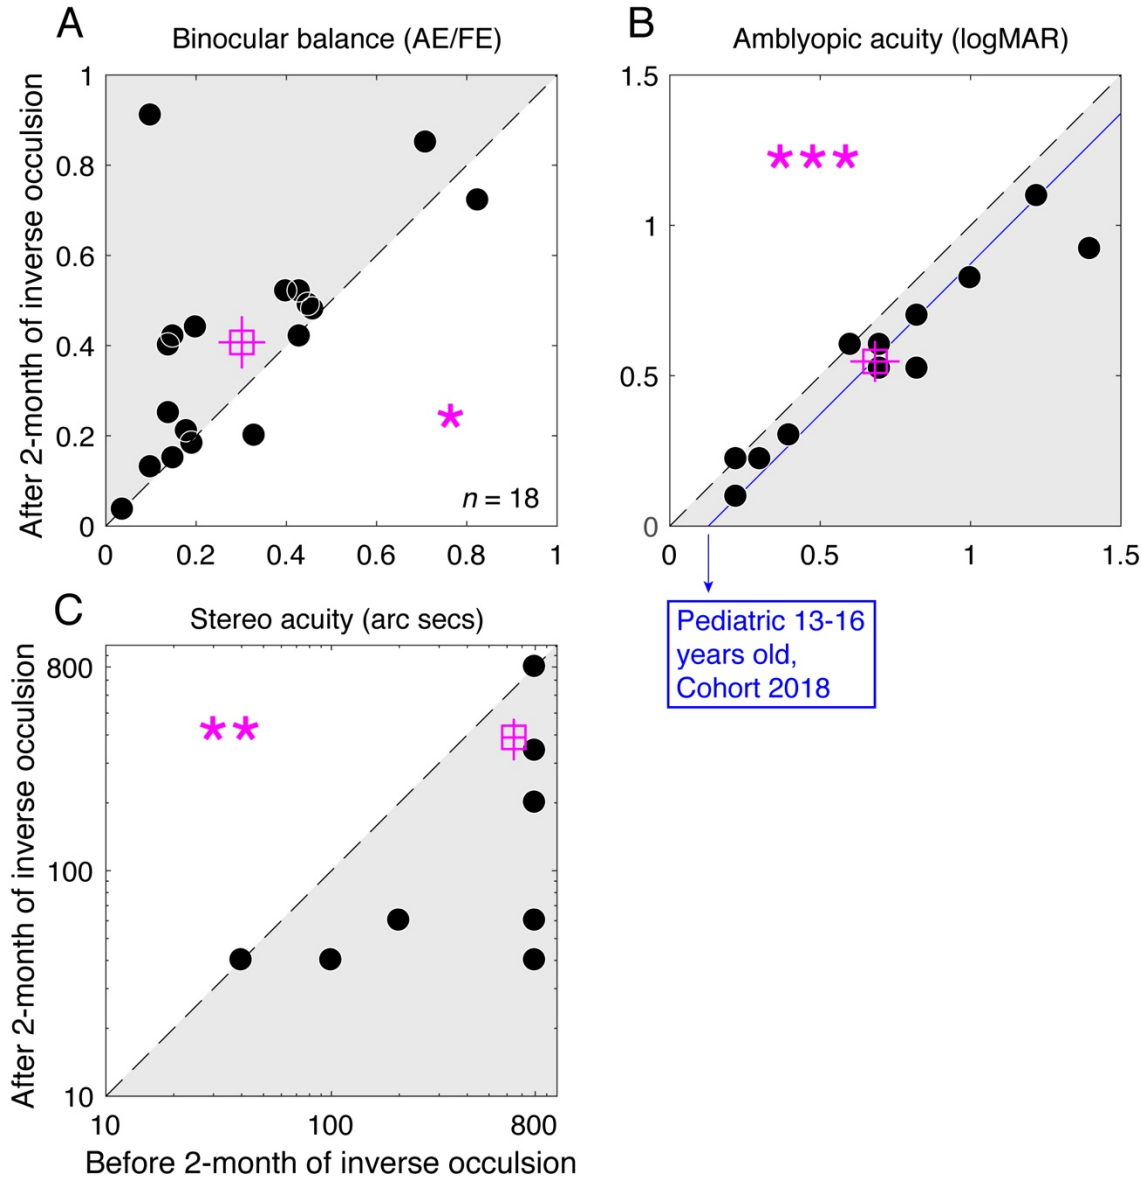 A
Binocular balance (AE/FE)
After 2-month of inverse occulsion
1
0.8
0.6
0.4
0.2
0
*
n = 18
0 0.2 0.4 0.6 0.8 1
B
Amblyopic acuity (logMAR)
1.5
1
0.5
0
***
0 0.5 1 1.5
Pediatric 13-16
years old,
Cohort 2018
C
Stereo acuity (arc secs)
After 2-month of inverse occulsion
800
100
10
**
10 100 800
Before 2-month of inverse occulsion